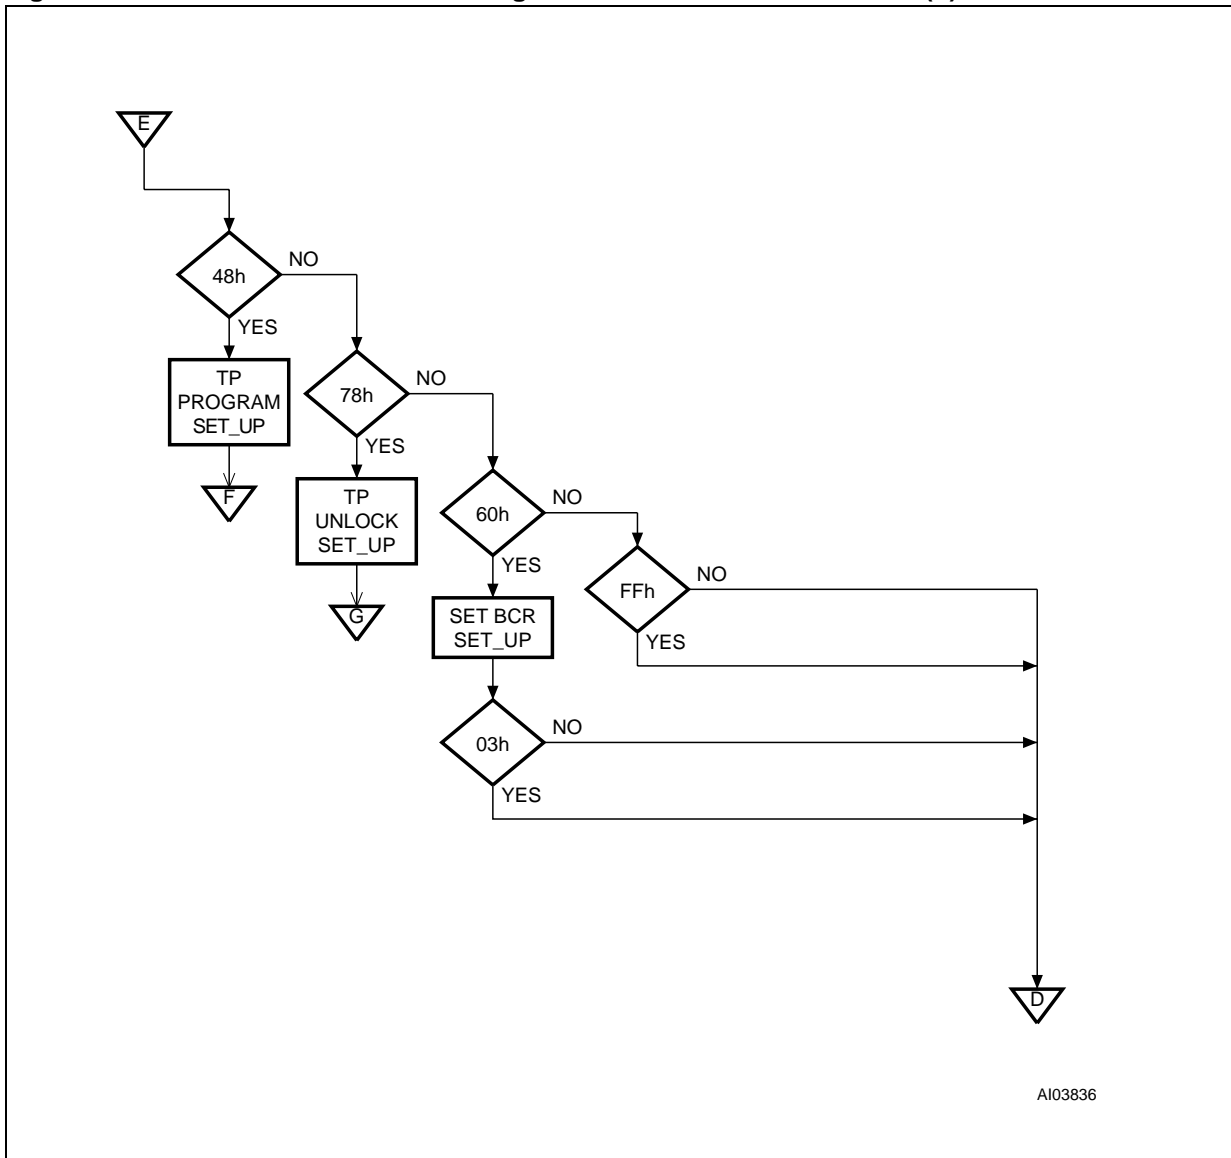 E
48h
NO
YES
TP
PROGRAM
SET_UP
F
78h
NO
YES
TP
UNLOCK
SET_UP
G
60h
NO
YES
SET BCR
SET_UP
FFh
NO
YES
03h
NO
YES
D
AI03836